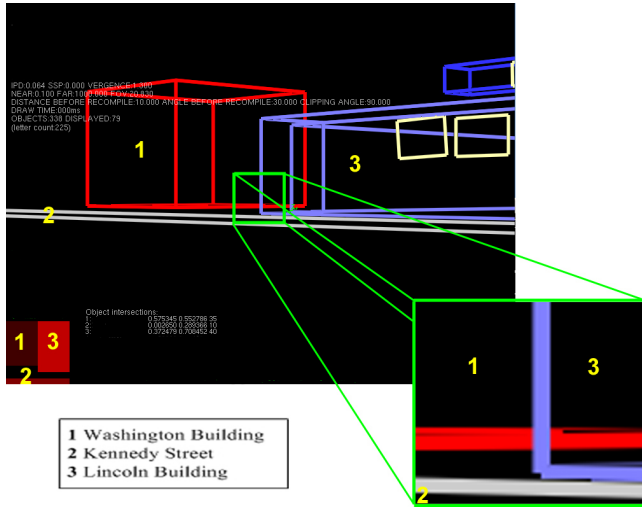 IPD:0.064 SSP:0.000 VERGENCE:1.300
NEAR:0.100 FAR:1000.000 FOV:20.030
DISTANCE BEFORE RECOMPILE:10.000 ANGLE BEFORE RECOMPILE:30.000 CLIPPING ANGLE:90.000
DRAW TIME:000ms
OBJECTS:338 DISPLAYED:79
(letter count:225)
1
3
2
Object intersections:
1: 0.575345 0.552786 35
2: 0.002650 0.289366 10
3: 0.372479 0.708452 40
1 3
2
1 3
2
1 Washington Building
2 Kennedy Street
3 Lincoln Building